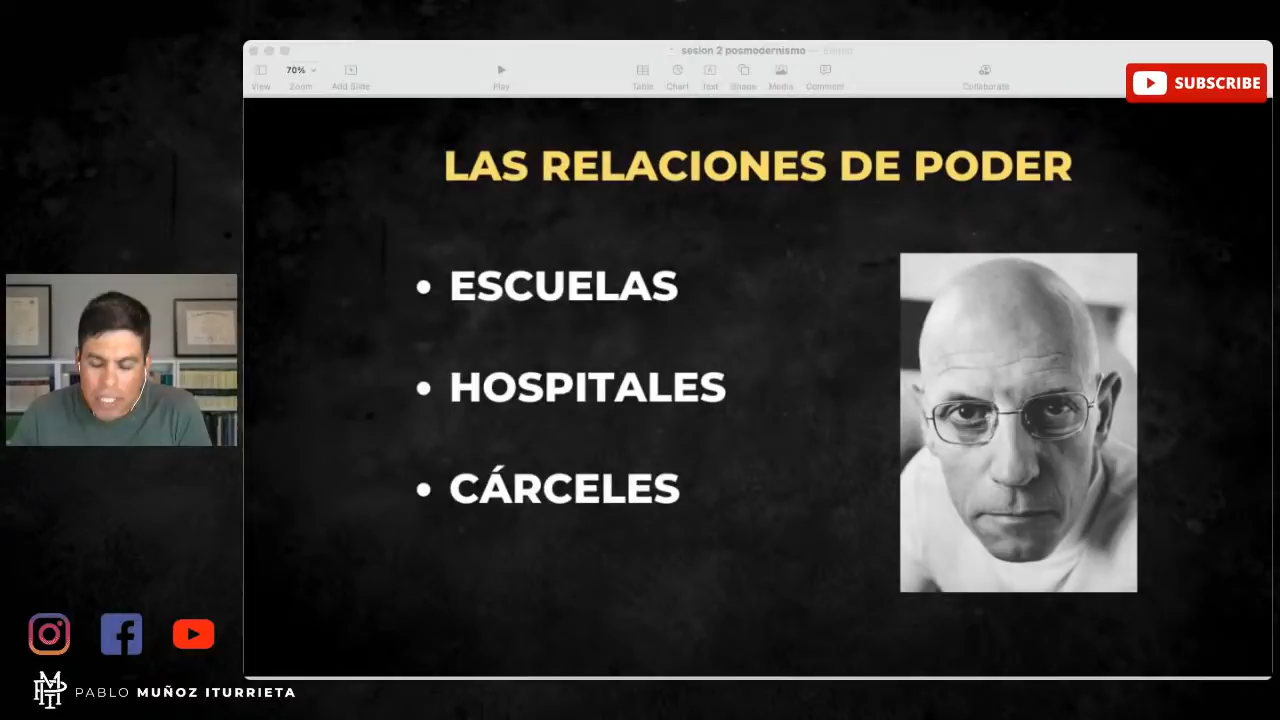 sesion 2 posmodernismo — Edited
70%
View Zoom Add Slide Play Table Chart Text Shape Media Comment Collaborate
SUBSCRIBE
LAS RELACIONES DE PODER
• ESCUELAS
• HOSPITALES
• CÁRCELES
PABLO MUÑOZ ITURRIETA